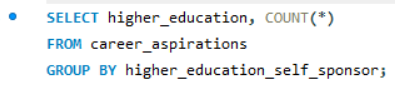 SELECT higher_education, COUNT(*)
FROM career_aspirations
GROUP BY higher_education_self_sponsor;